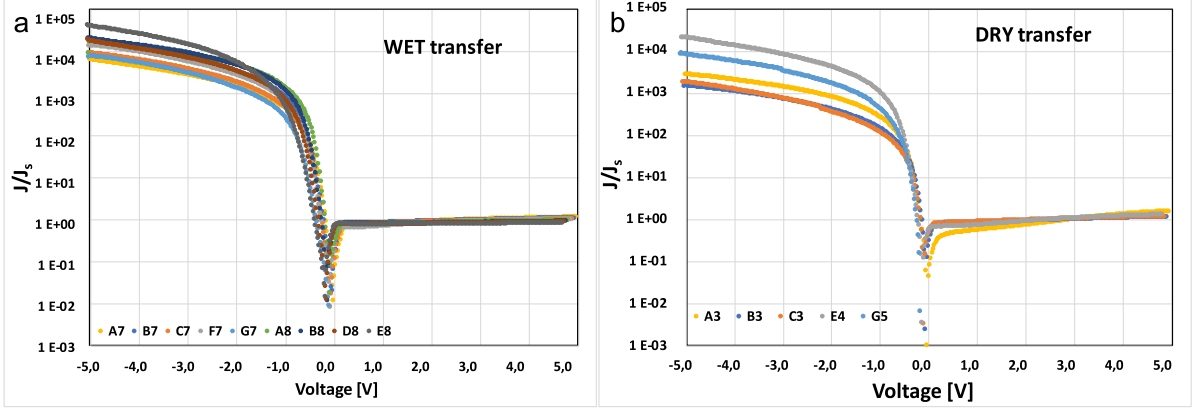 a
WET transfer
1 E+05
1 E+04
1 E+03
1 E+02
1 E+01
1 E+00
1 E-01
1 E-02
1 E-03
J/Js
A7 B7 C7 F7 G7 A8 B8 D8 E8
-5,0 -4,0 -3,0 -2,0 -1,0 0,0 1,0 2,0 3,0 4,0 5,0
Voltage [V]
b
DRY transfer
1 E+05
1 E+04
1 E+03
1 E+02
1 E+01
1 E+00
1 E-01
1 E-02
1 E-03
J/Js
A3 B3 C3 E4 G5
-5,0 -4,0 -3,0 -2,0 -1,0 0,0 1,0 2,0 3,0 4,0 5,0
Voltage [V]